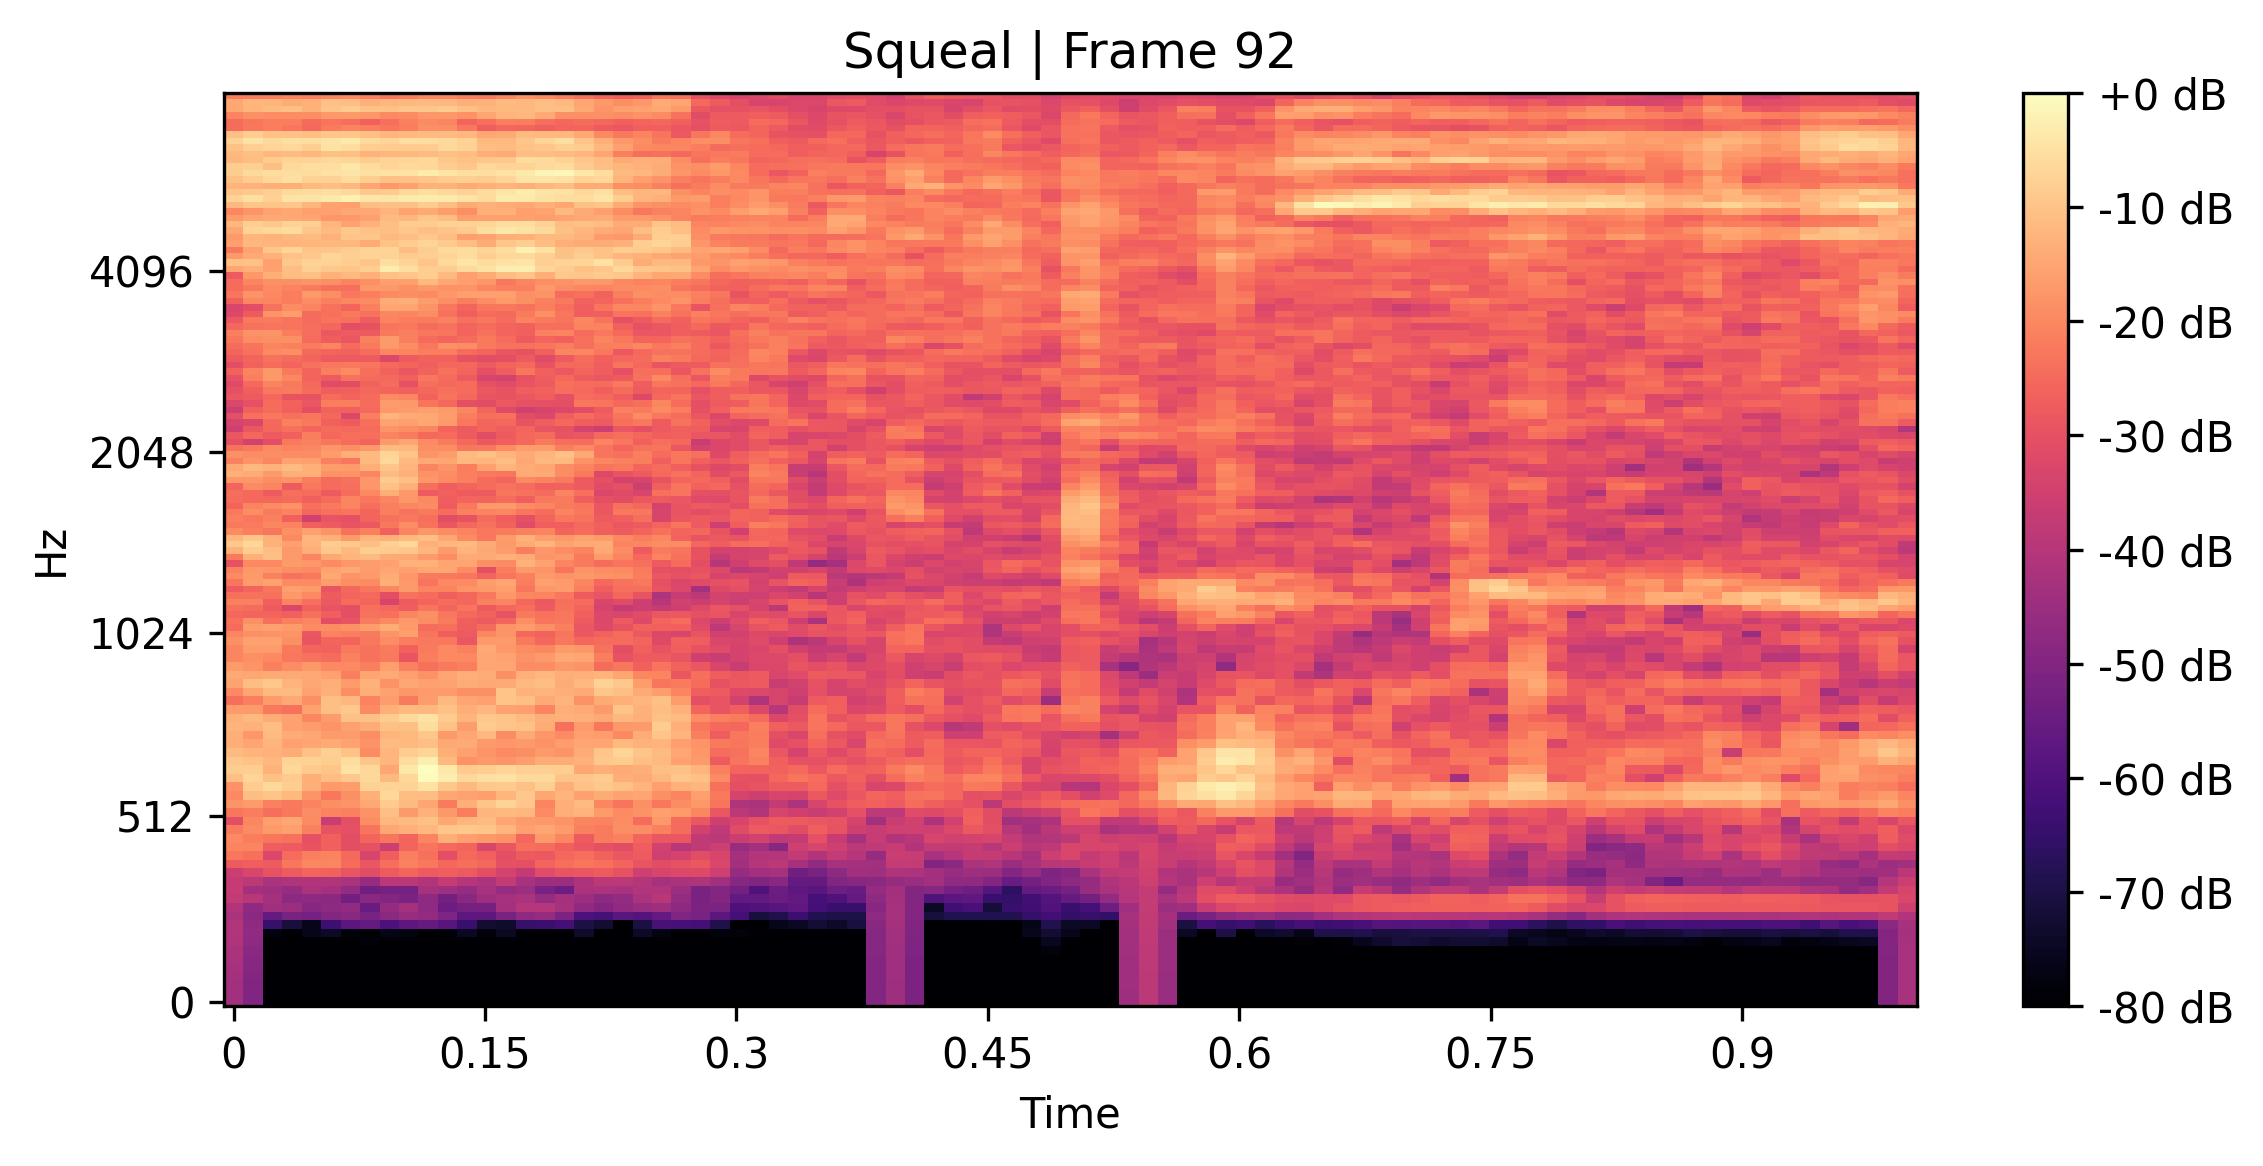 Squeal | Frame 92
+0 dB
-10 dB
-20 dB
-30 dB
-40 dB
-50 dB
-60 dB
-70 dB
-80 dB
4096
2048
1024
512
0
Hz
0 0.15 0.3 0.45 0.6 0.75 0.9
Time